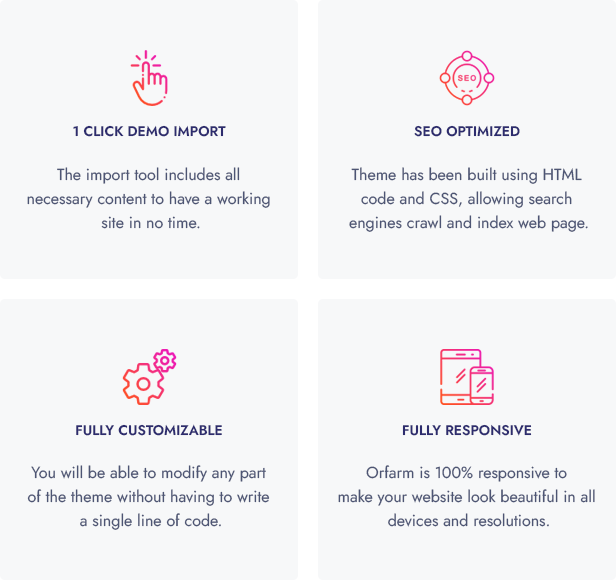 1 CLICK DEMO IMPORT
The import tool includes all
necessary content to have a working
site in no time.
SEO
SEO OPTIMIZED
Theme has been built using HTML
code and CSS, allowing search
engines crawl and index web page.
FULLY CUSTOMIZABLE
You will be able to modify any part
of the theme without having to write
a single line of code.
FULLY RESPONSIVE
Orfarm is 100% responsive to
make your website look beautiful in all
devices and resolutions.